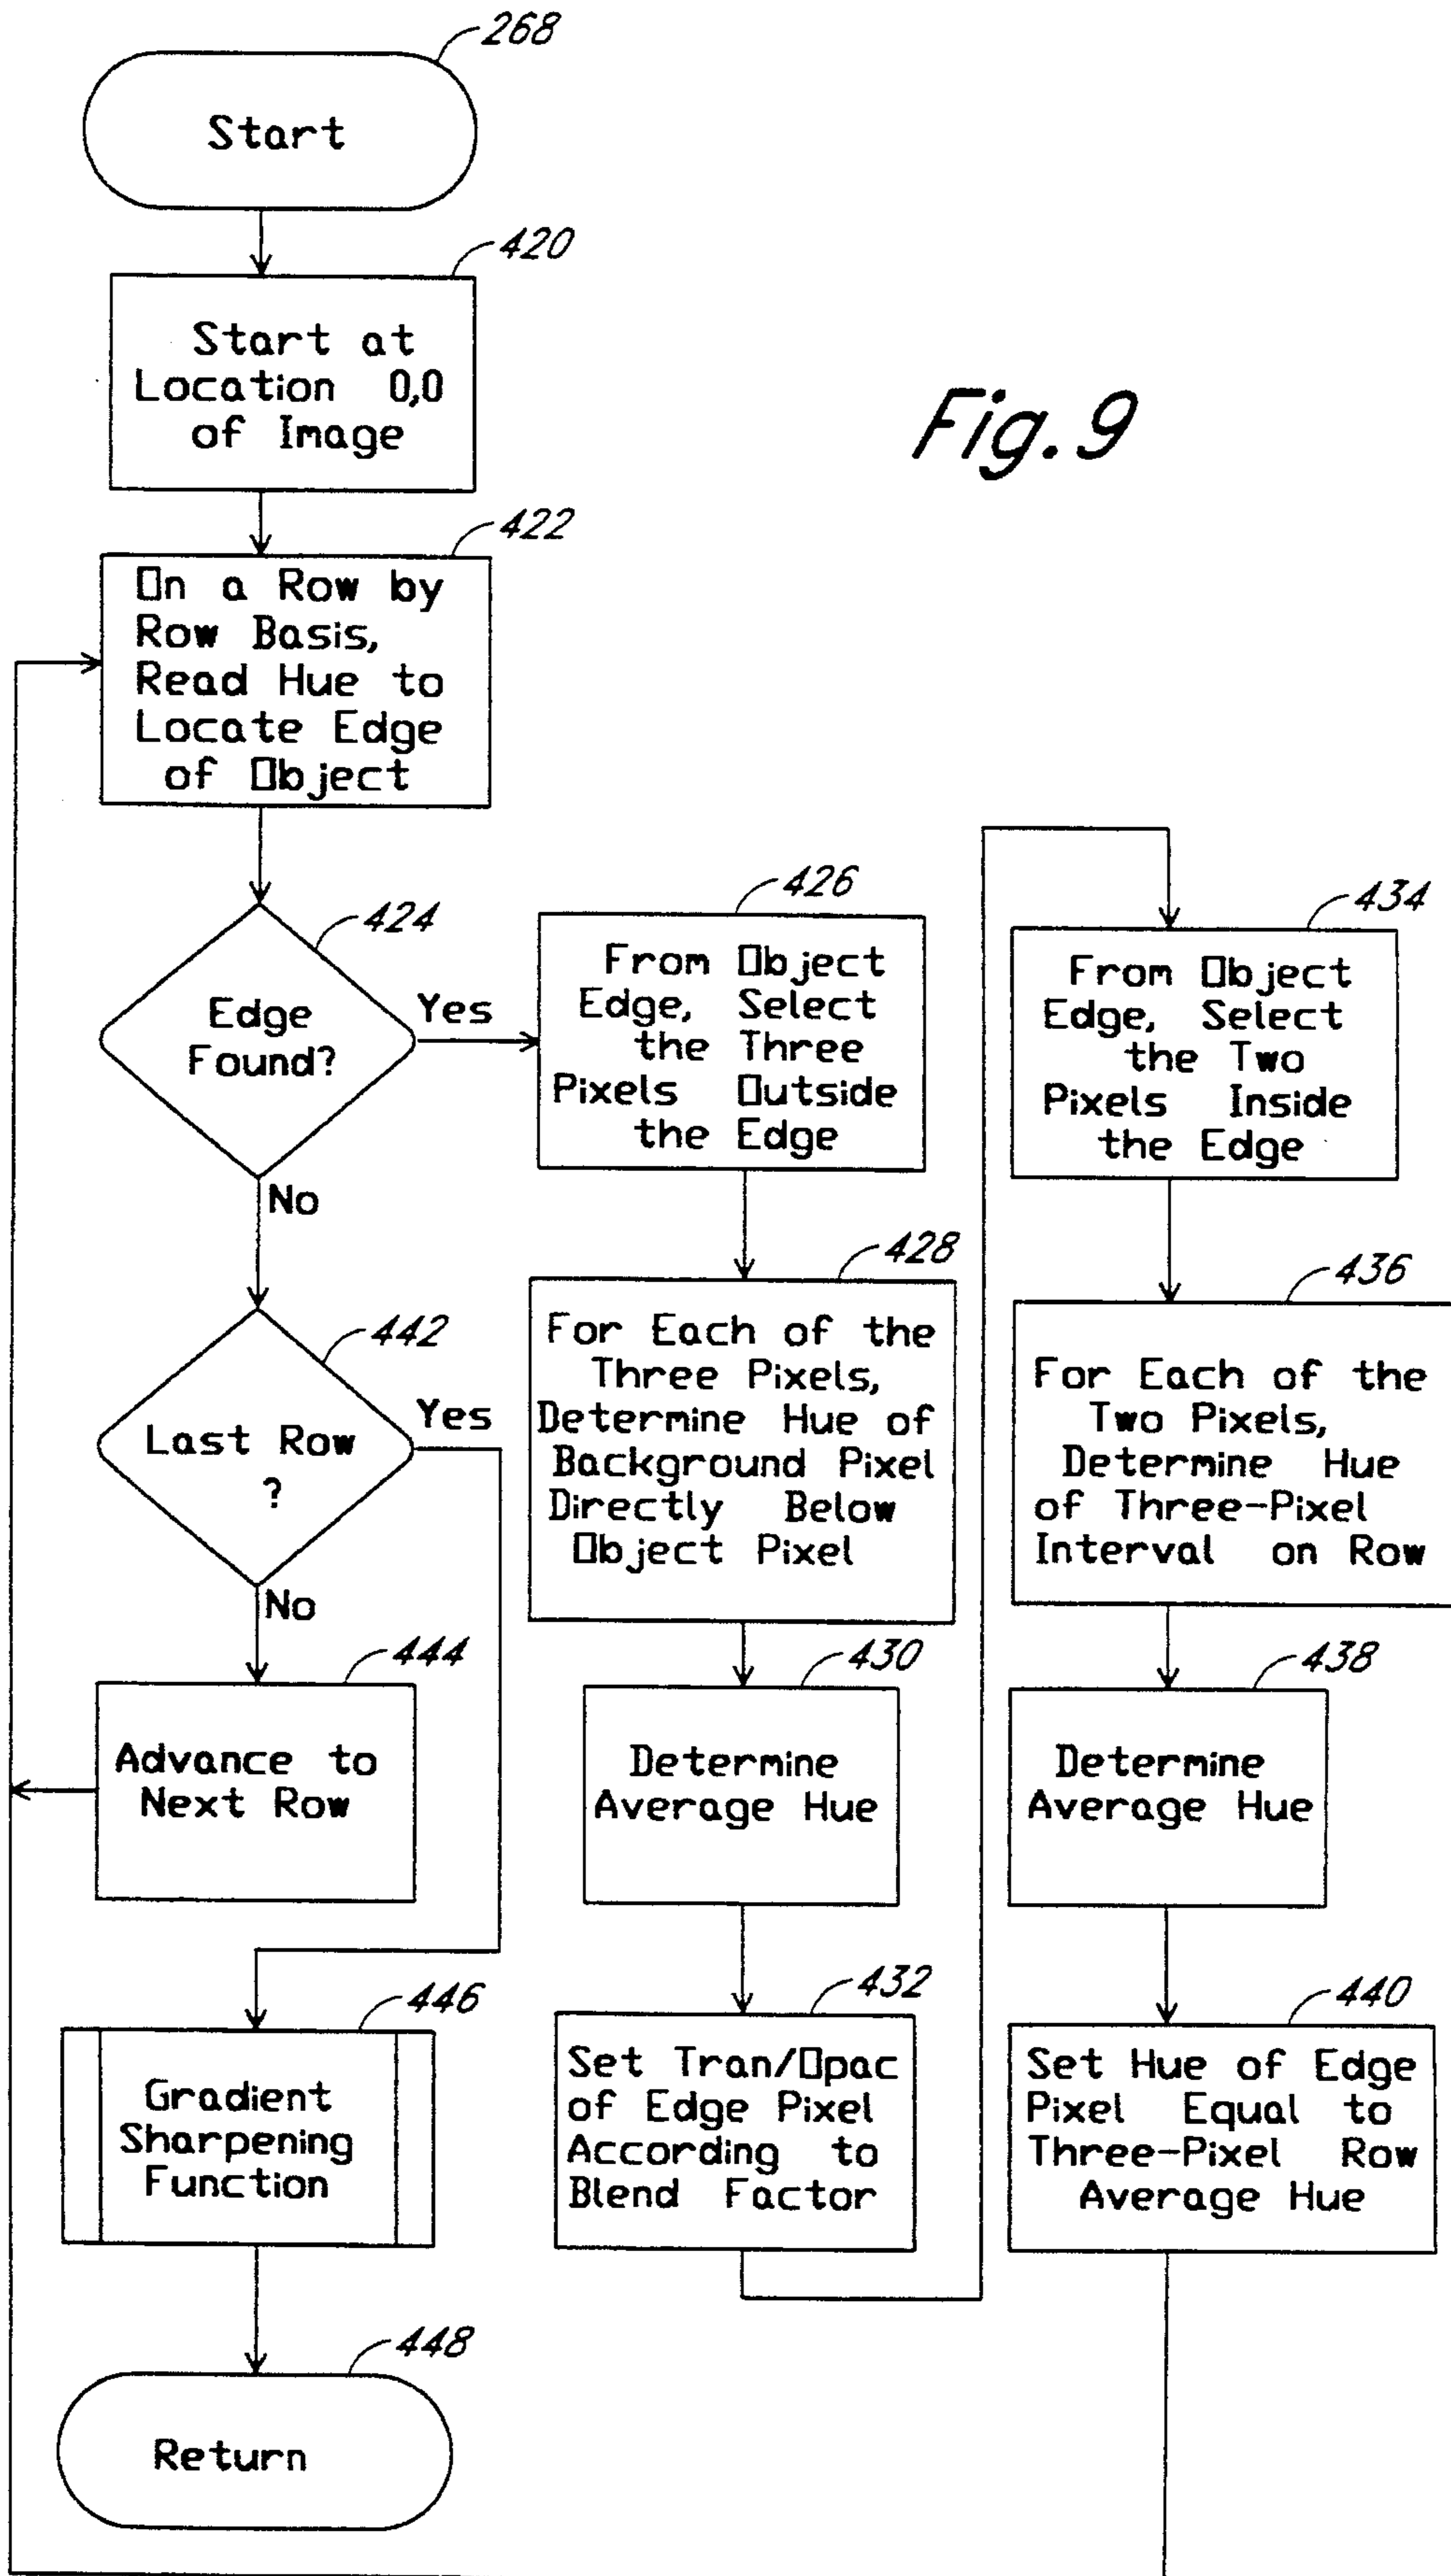 268
Start
420
Start at
Location 0,0
of Image
Fig. 9
422
On a Row by
Row Basis,
Read Hue to
Locate Edge
of Object
424
Edge
Found?
Yes
No
426
From Object
Edge, Select
the Three
Pixels Outside
the Edge
428
For Each of the
Three Pixels,
Determine Hue of
Background Pixel
Directly Below
Object Pixel
430
Determine
Average Hue
432
Set Tran/Opac
of Edge Pixel
According to
Blend Factor
434
From Object
Edge, Select
the Two
Pixels Inside
the Edge
436
For Each of the
Two Pixels,
Determine Hue
of Three-Pixel
Interval on Row
438
Determine
Average Hue
440
Set Hue of Edge
Pixel Equal to
Three-Pixel Row
Average Hue
442
Last Row
?
Yes
No
444
Advance to
Next Row
446
Gradient
Sharpening
Function
448
Return